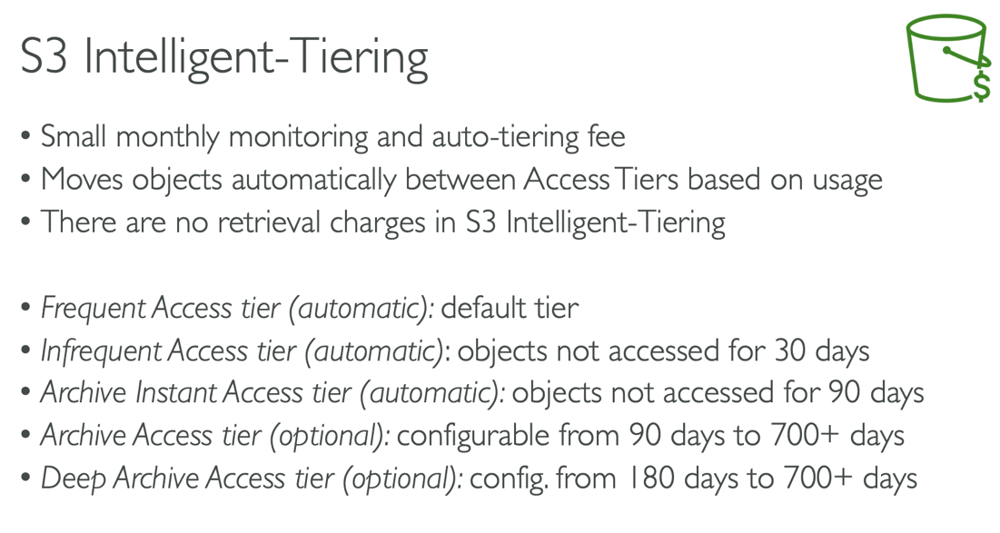 S3 Intelligent-Tiering
$
• Small monthly monitoring and auto-tiering fee
• Moves objects automatically between Access Tiers based on usage
• There are no retrieval charges in S3 Intelligent-Tiering
• Frequent Access tier (automatic): default tier
• Infrequent Access tier (automatic): objects not accessed for 30 days
• Archive Instant Access tier (automatic): objects not accessed for 90 days
• Archive Access tier (optional): configurable from 90 days to 700+ days
• Deep Archive Access tier (optional): config. from 180 days to 700+ days